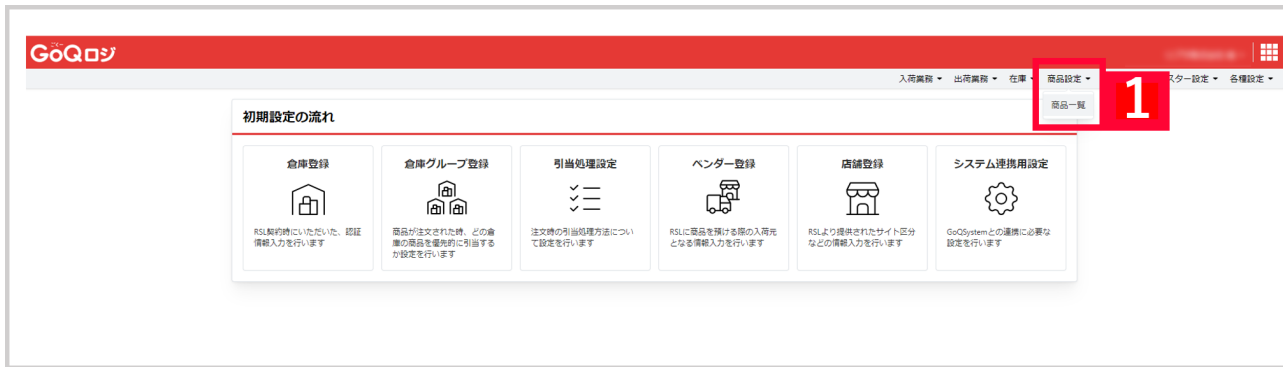 ごくー
GoQロジ
入荷業務 出荷業務 在庫 商品設定 スター設定 各種設定
商品一覧
1
初期設定の流れ
倉庫登録
RSL契約時にいただいた、認証
情報入力を行います
倉庫グループ登録
商品が注文された時、どの倉
庫の商品を優先的に引当する
か設定を行います
引当処理設定
注文時の引当処理方法につい
て設定を行います
ベンダー登録
RSLに商品を預ける際の入荷元
となる情報入力を行います
店舗登録
RSLより提供されたサイト区分
などの情報入力を行います
システム連携用設定
GoQSystemとの連携に必要な
設定を行います